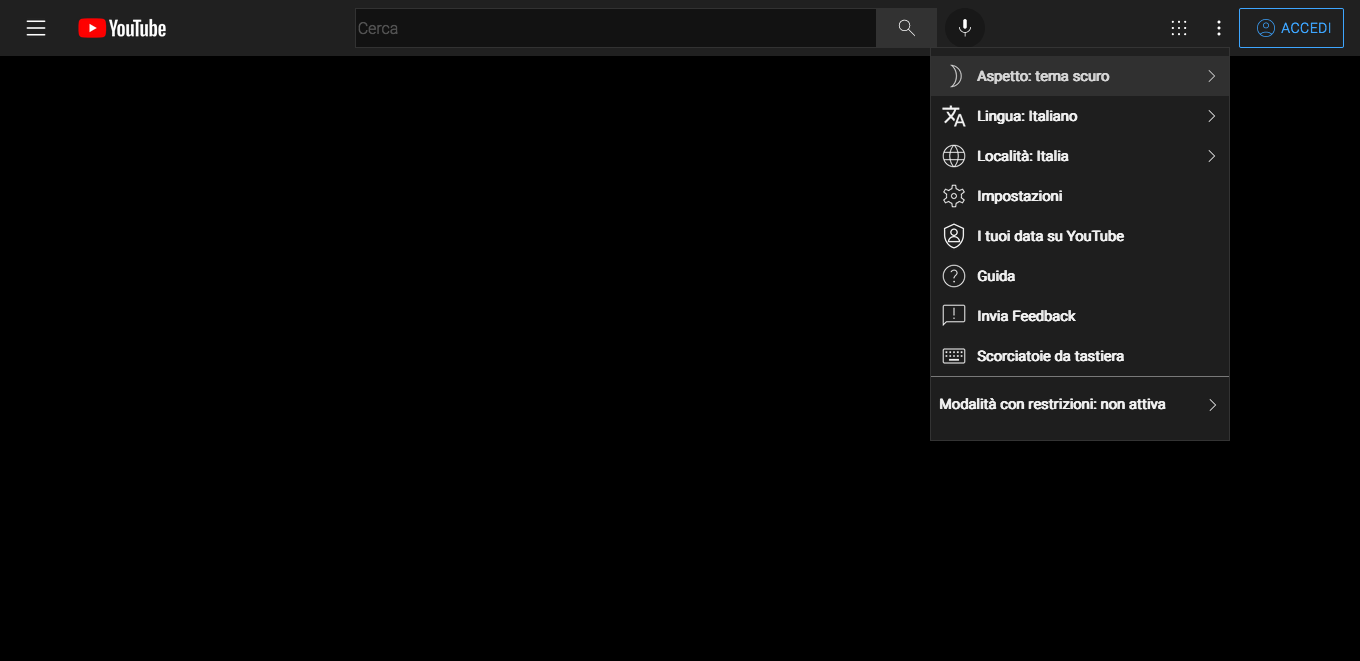 YouTube
Cerca
ACCEDI
Aspetto: tema scuro
Lingua: Italiano
Località: Italia
Impostazioni
I tuoi data su YouTube
Guida
Invia Feedback
Scorciatoie da tastiera
Modalità con restrizioni: non attiva